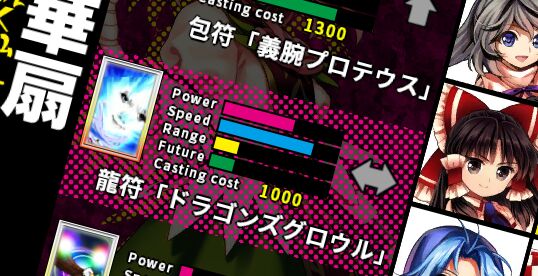 華扇
Casting cost 1300
包符「義腕プロテウス」
Power
Speed
Range
Future
Casting cost 1000
龍符「ドラゴンズグロウル」
Power